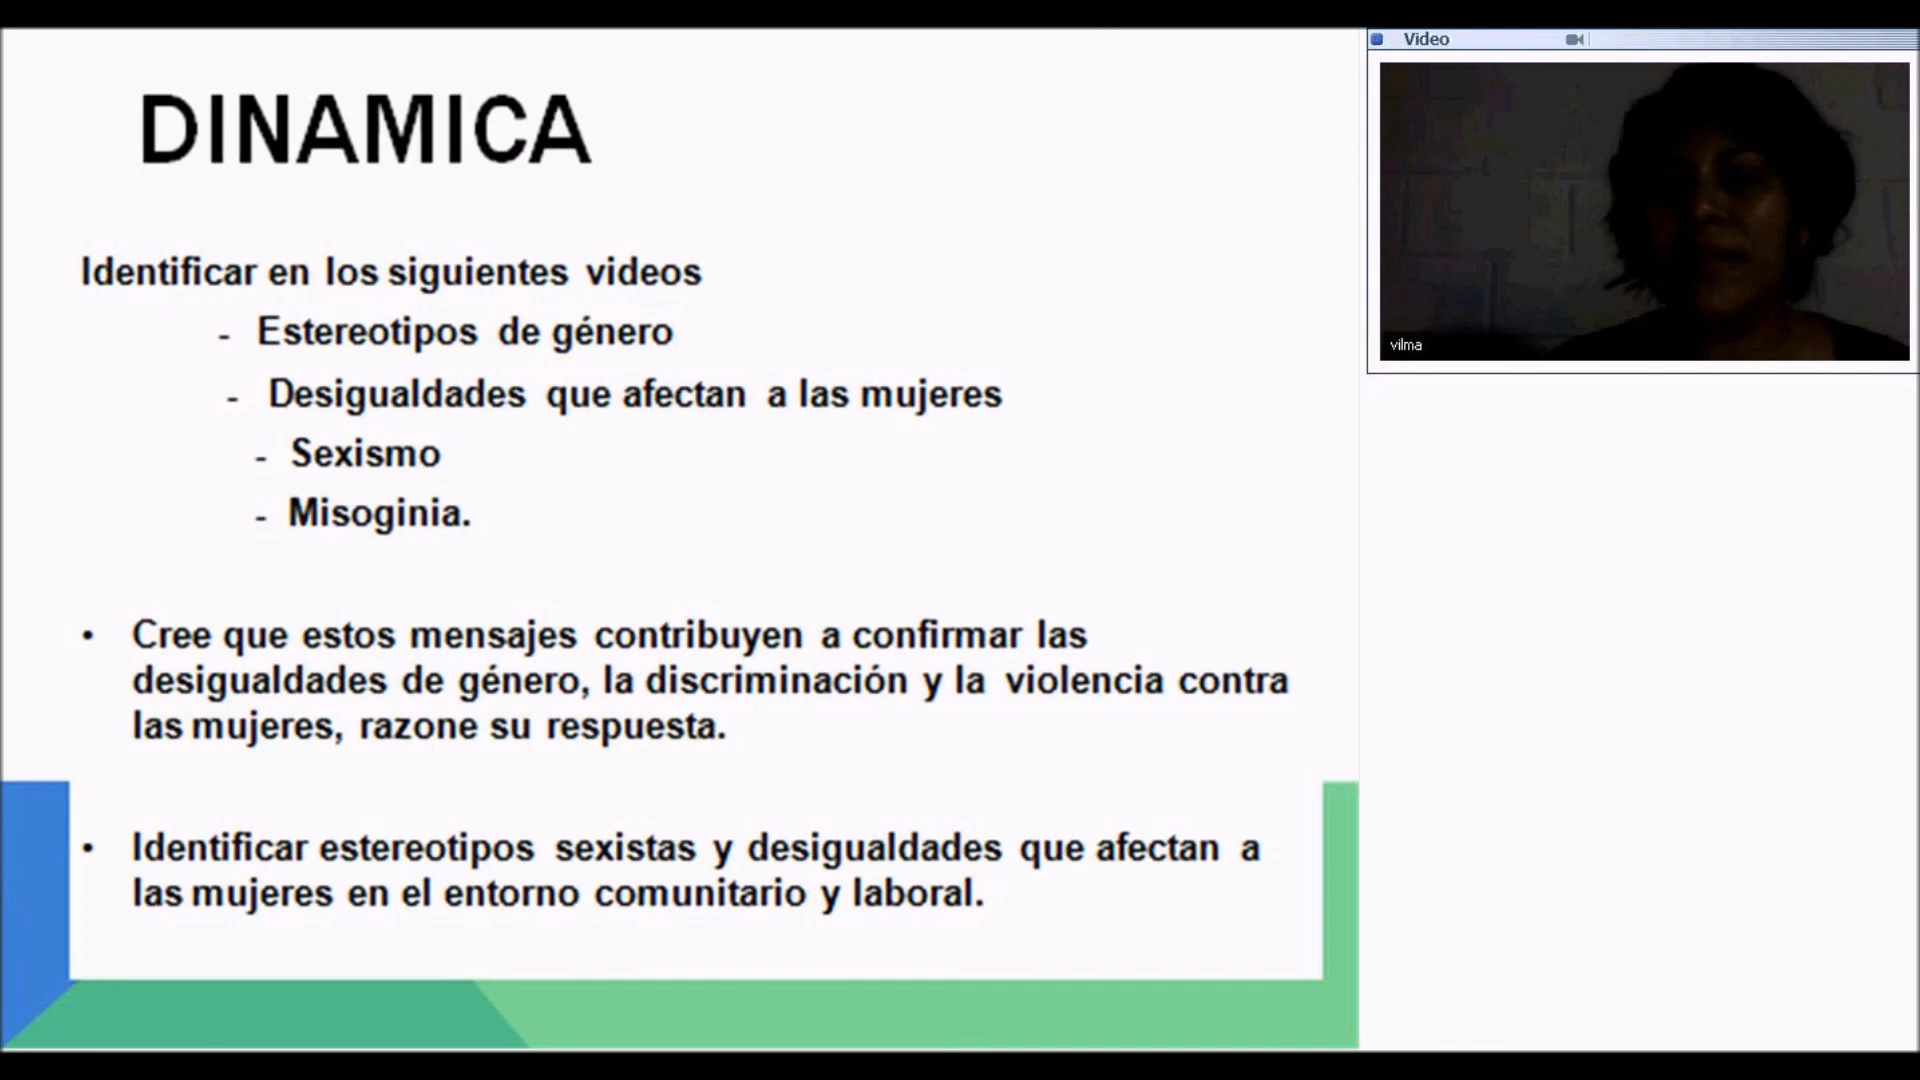 DINAMICA
Identificar en los siguientes videos
- Estereotipos de género
- Desigualdades que afectan a las mujeres
- Sexismo
- Misoginia.
• Cree que estos mensajes contribuyen a confirmar las
desigualdades de género, la discriminación y la violencia contra
las mujeres, razone su respuesta.
• Identificar estereotipos sexistas y desigualdades que afectan a
las mujeres en el entorno comunitario y laboral.
Video
vilma